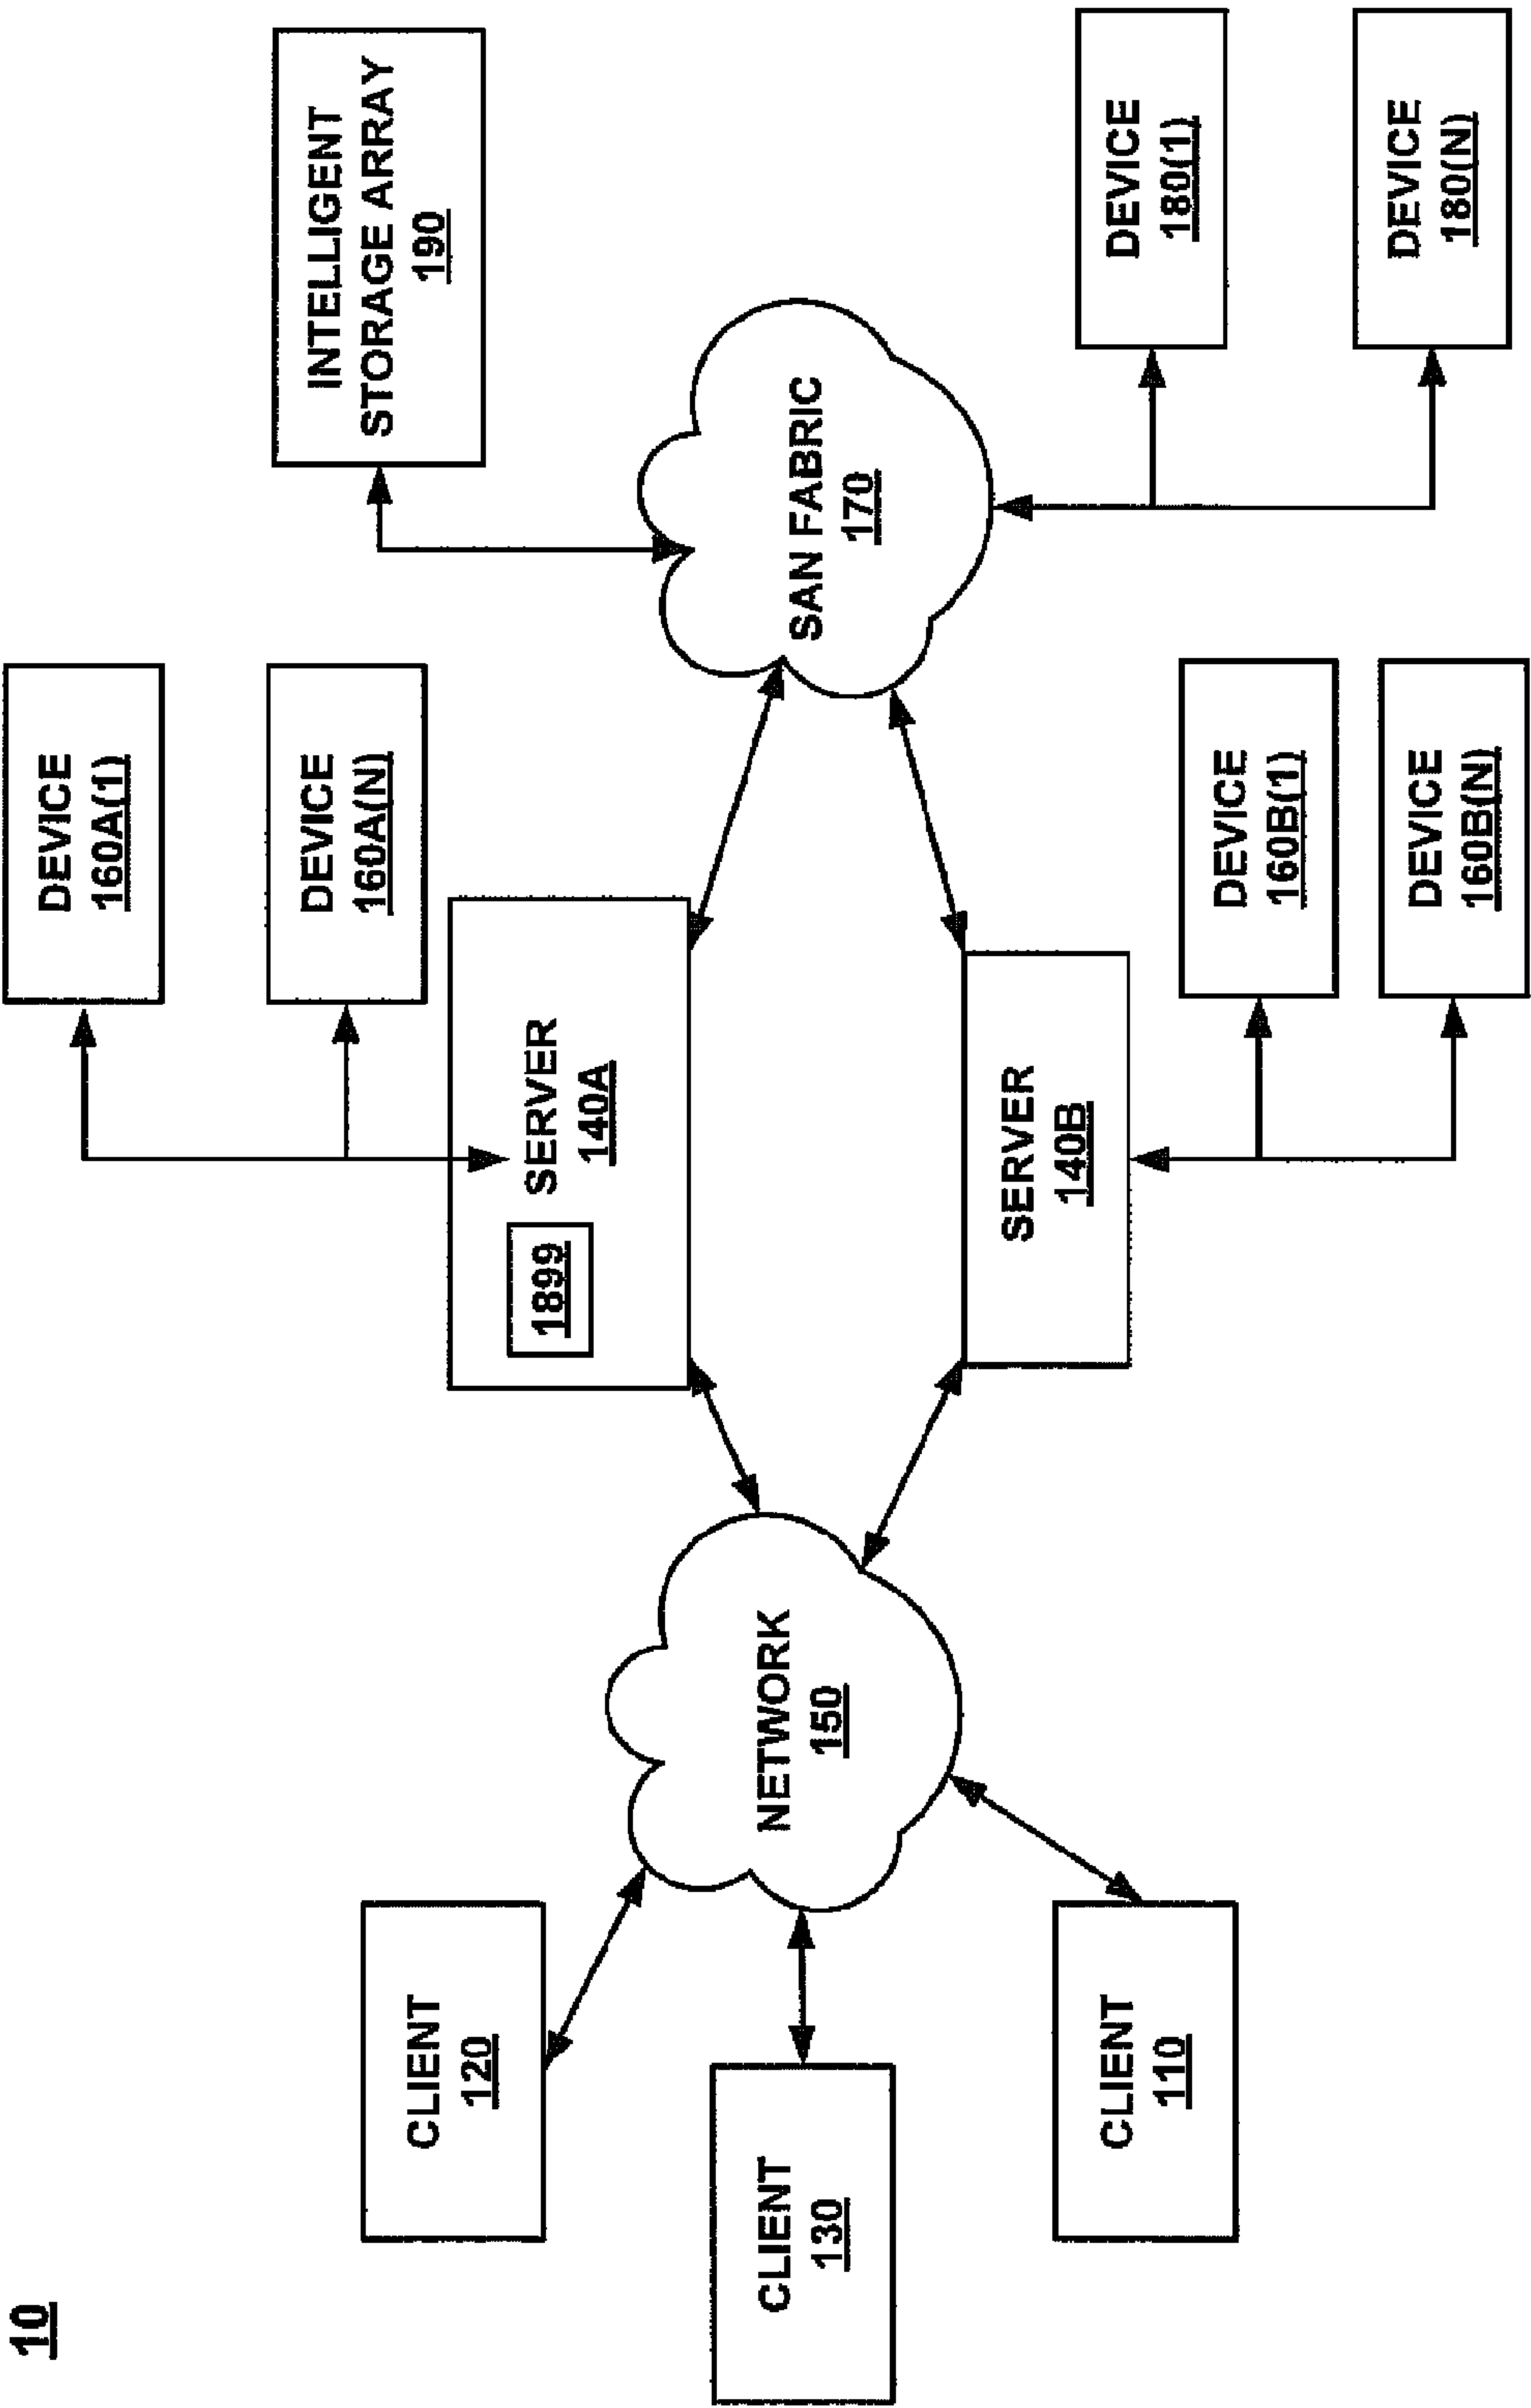 10
DEVICE
160A(1)
DEVICE
160A(N)
INTELLIGENT
STORAGE ARRAY
190
CLIENT
120
SERVER
140A
1899
CLIENT
130
NETWORK
150
SAN FABRIC
170
SERVER
140B
CLIENT
110
DEVICE
160B(1)
DEVICE
160B(N)
DEVICE
180(1)
DEVICE
180(N)